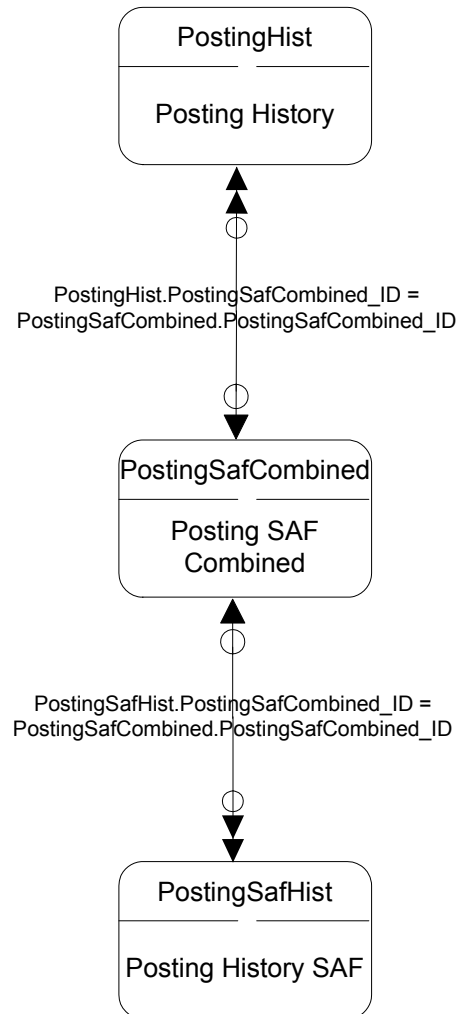 PostingHist
Posting History
PostingHist.PostingSafCombined_ID =
PostingSafCombined.PostingSafCombined_ID
PostingSafCombined
Posting SAF
Combined
PostingSafHist.PostingSafCombined_ID =
PostingSafCombined.PostingSafCombined_ID
PostingSafHist
Posting History SAF